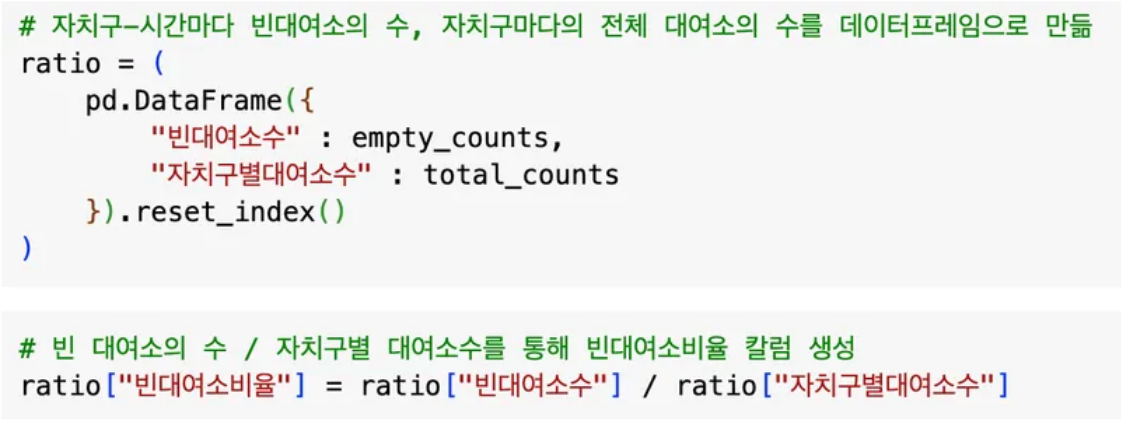 # 자치구-시간마다 빈대여소의 수, 자치구마다의 전체 대여소의 수를 데이터프레임으로 만듦
ratio = (
    pd.DataFrame({
        "빈대여소수" : empty_counts,
        "자치구별대여소수" : total_counts
    }).reset_index()
)
# 빈 대여소의 수 / 자치구별 대여소수를 통해 빈대여소비율 칼럼 생성
ratio["빈대여소비율"] = ratio["빈대여소수"] / ratio["자치구별대여소수"]